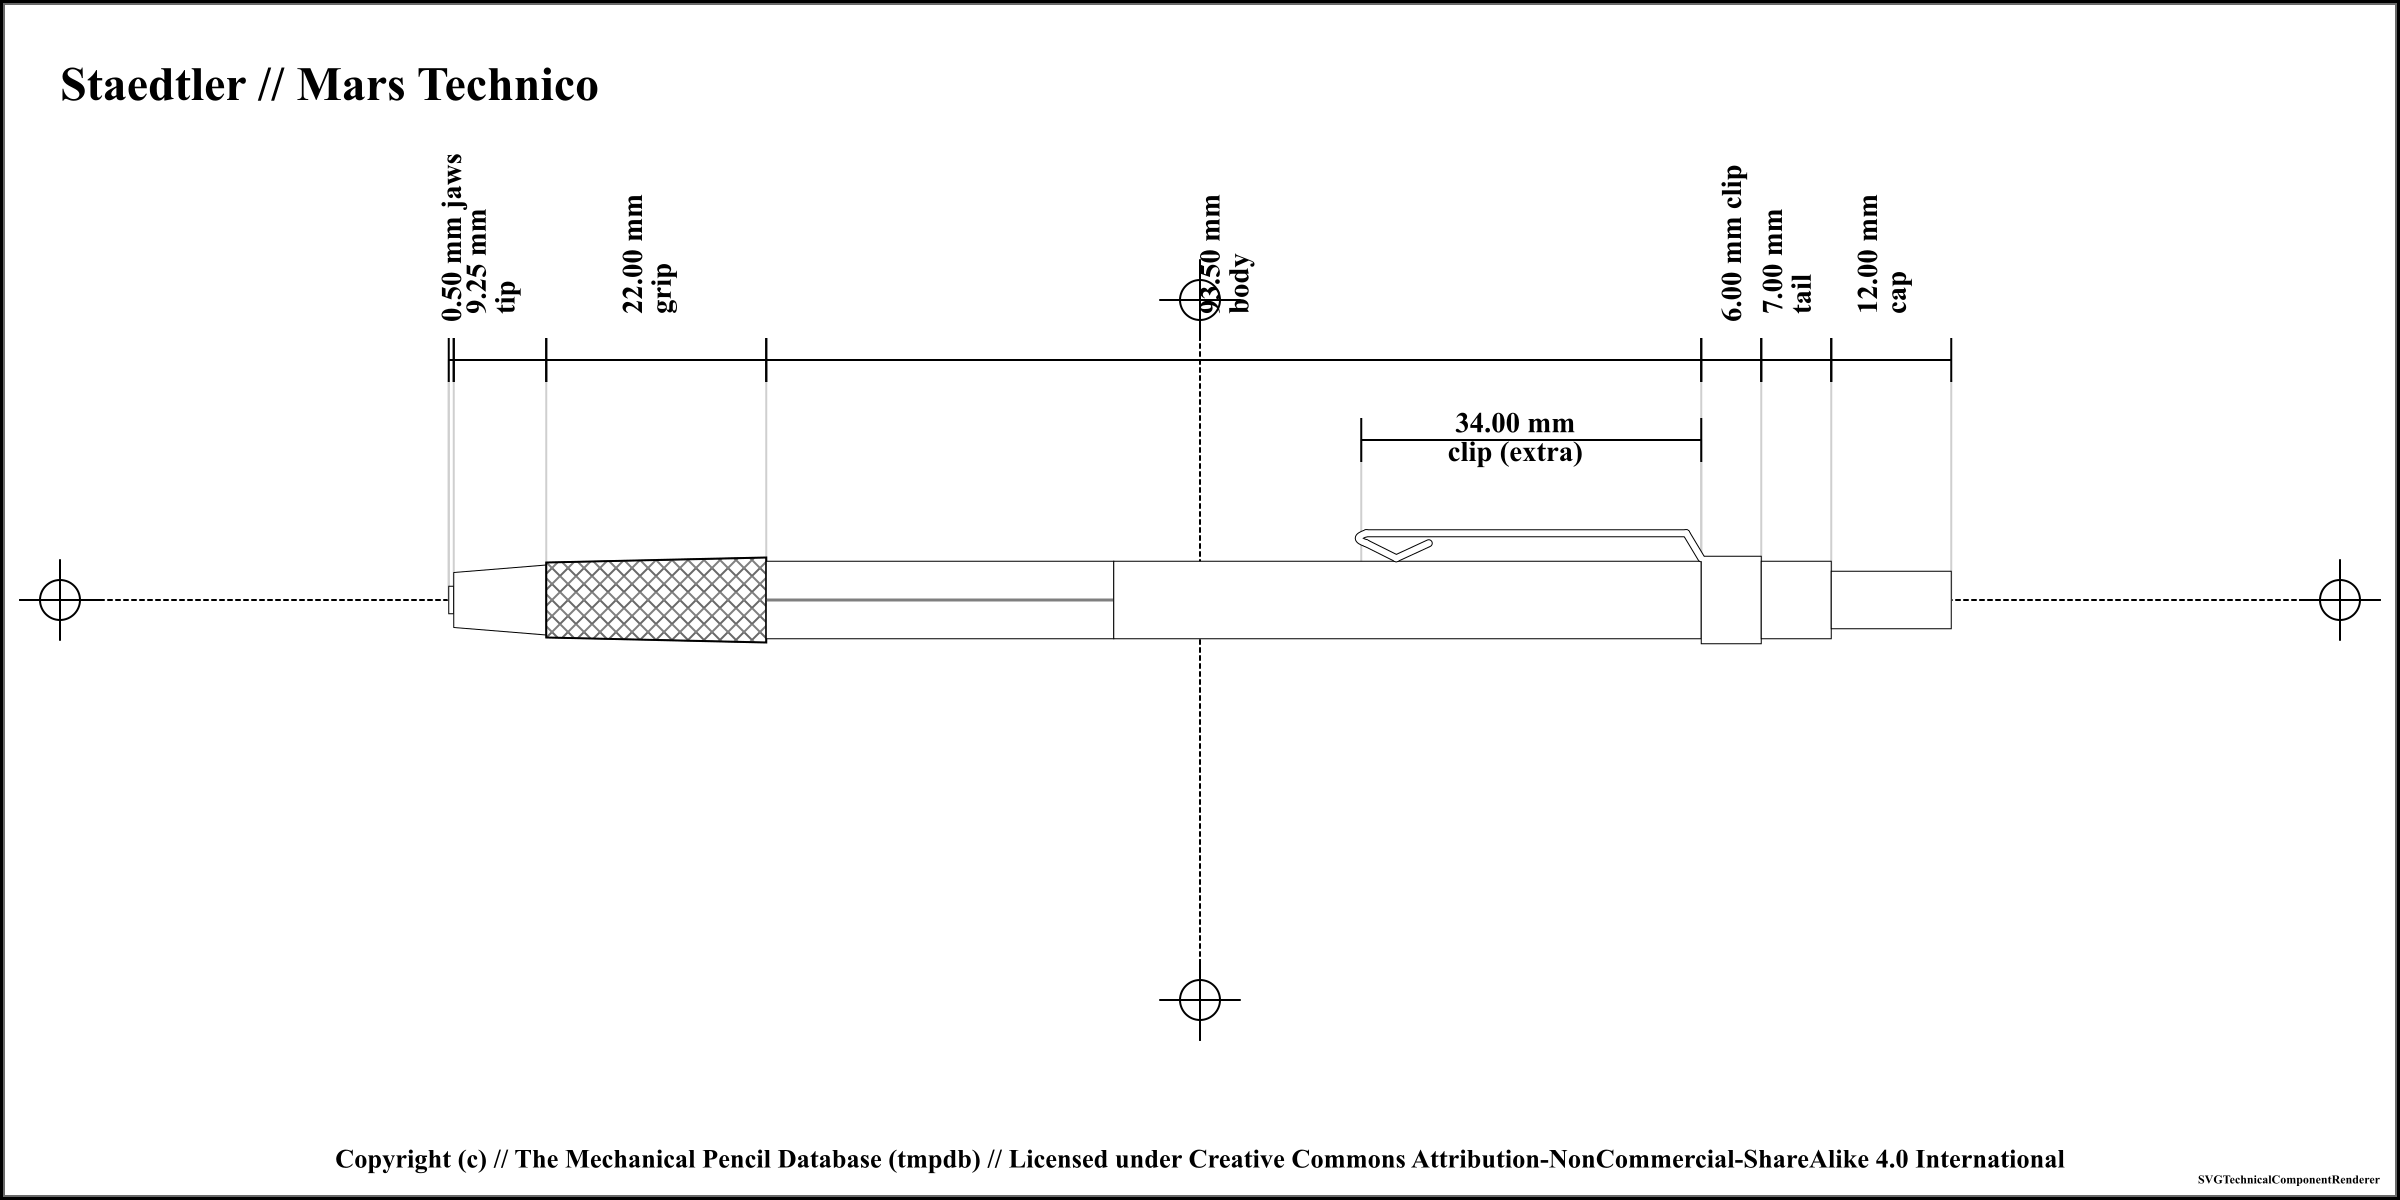 Staedtler // Mars Technico
0.50 mm jaws
9.25 mm
tip
22.00 mm
grip
93.50 mm
body
6.00 mm clip
7.00 mm
tail
12.00 mm
cap
34.00 mm
clip (extra)
Copyright (c) // The Mechanical Pencil Database (tmpdb) // Licensed under Creative Commons Attribution-NonCommercial-ShareAlike 4.0 International
SVGTechnicalComponentRenderer